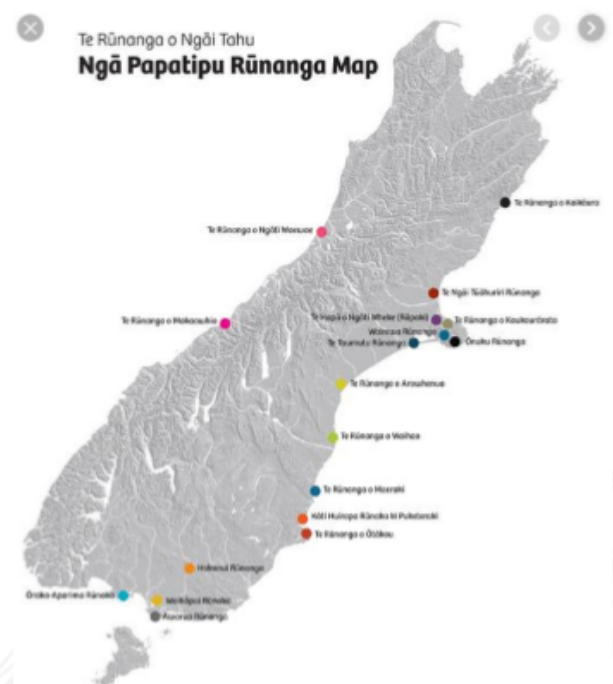 Te Rūnanga o Ngāi Tahu
Ngā Papatipu Rūnanga Map
Te Rūnanga o Kaikōura
Te Rūnanga o Ngāti Waewae
Te Ngāi Tūāhuriri Rūnanga
Te Hapū o Ngāti Wheke (Rāpaki)
Te Rūnanga o Koukourārata
Te Rūnanga o Makaawhio
Wairewa Rūnanga
Ōnuku Rūnanga
Te Taumutu Rūnanga
Te Rūnanga o Arowhenua
Te Rūnanga o Waihao
Te Rūnanga o Moeraki
Kāti Huirapa Rūnaka ki Puketeraki
Te Rūnanga o Ōtākou
Hokonui Rūnanga
Ōraka Aparima Rūnaka
Waihōpai Rūnaka
Awarua Rūnanga